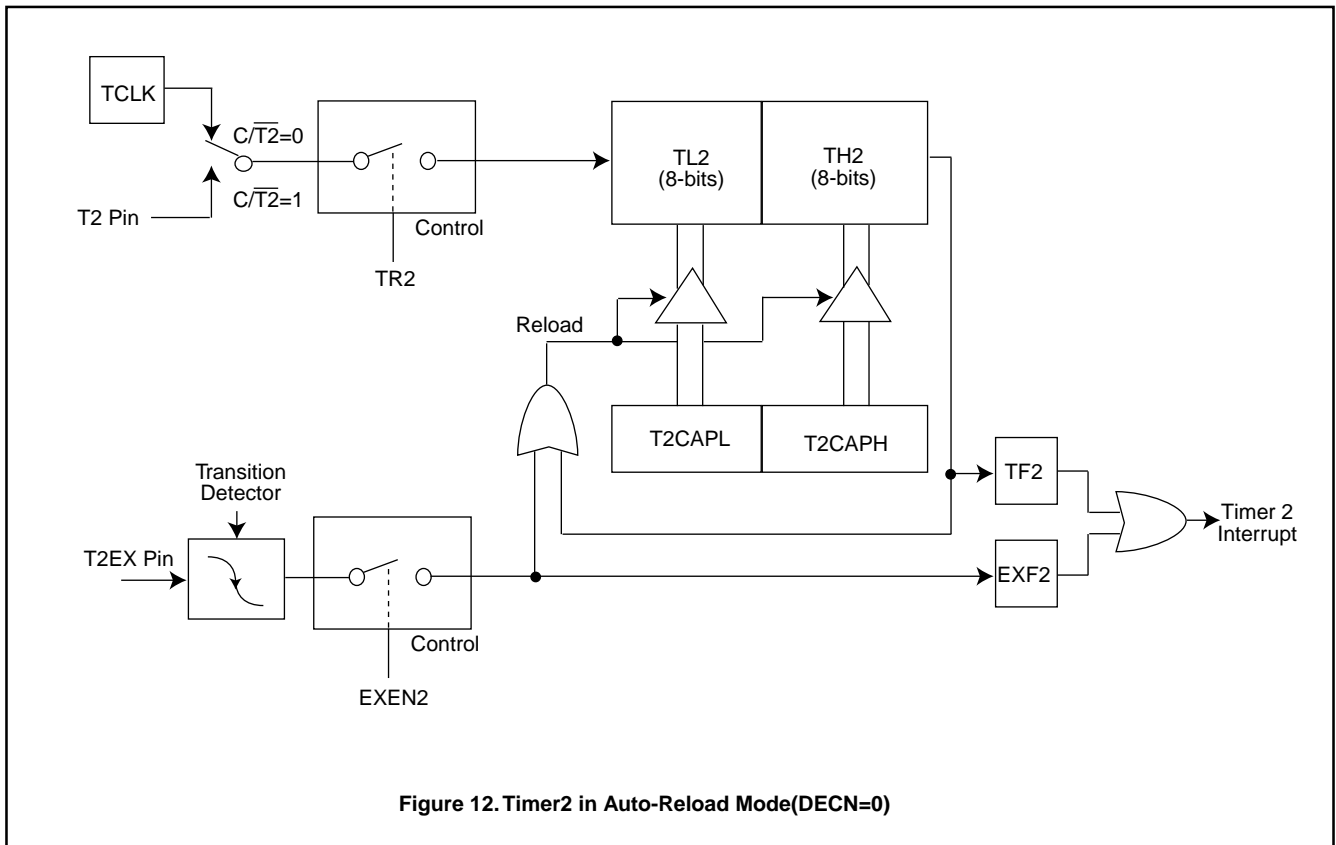 TCLK
C/T2=0
C/T2=1
T2 Pin
Control
TR2
TL2
(8-bits)
TH2
(8-bits)
Reload
T2CAPL
T2CAPH
Transition
Detector
T2EX Pin
Control
EXEN2
TF2
EXF2
Timer 2
Interrupt
Figure 12. Timer2 in Auto-Reload Mode(DECN=0)